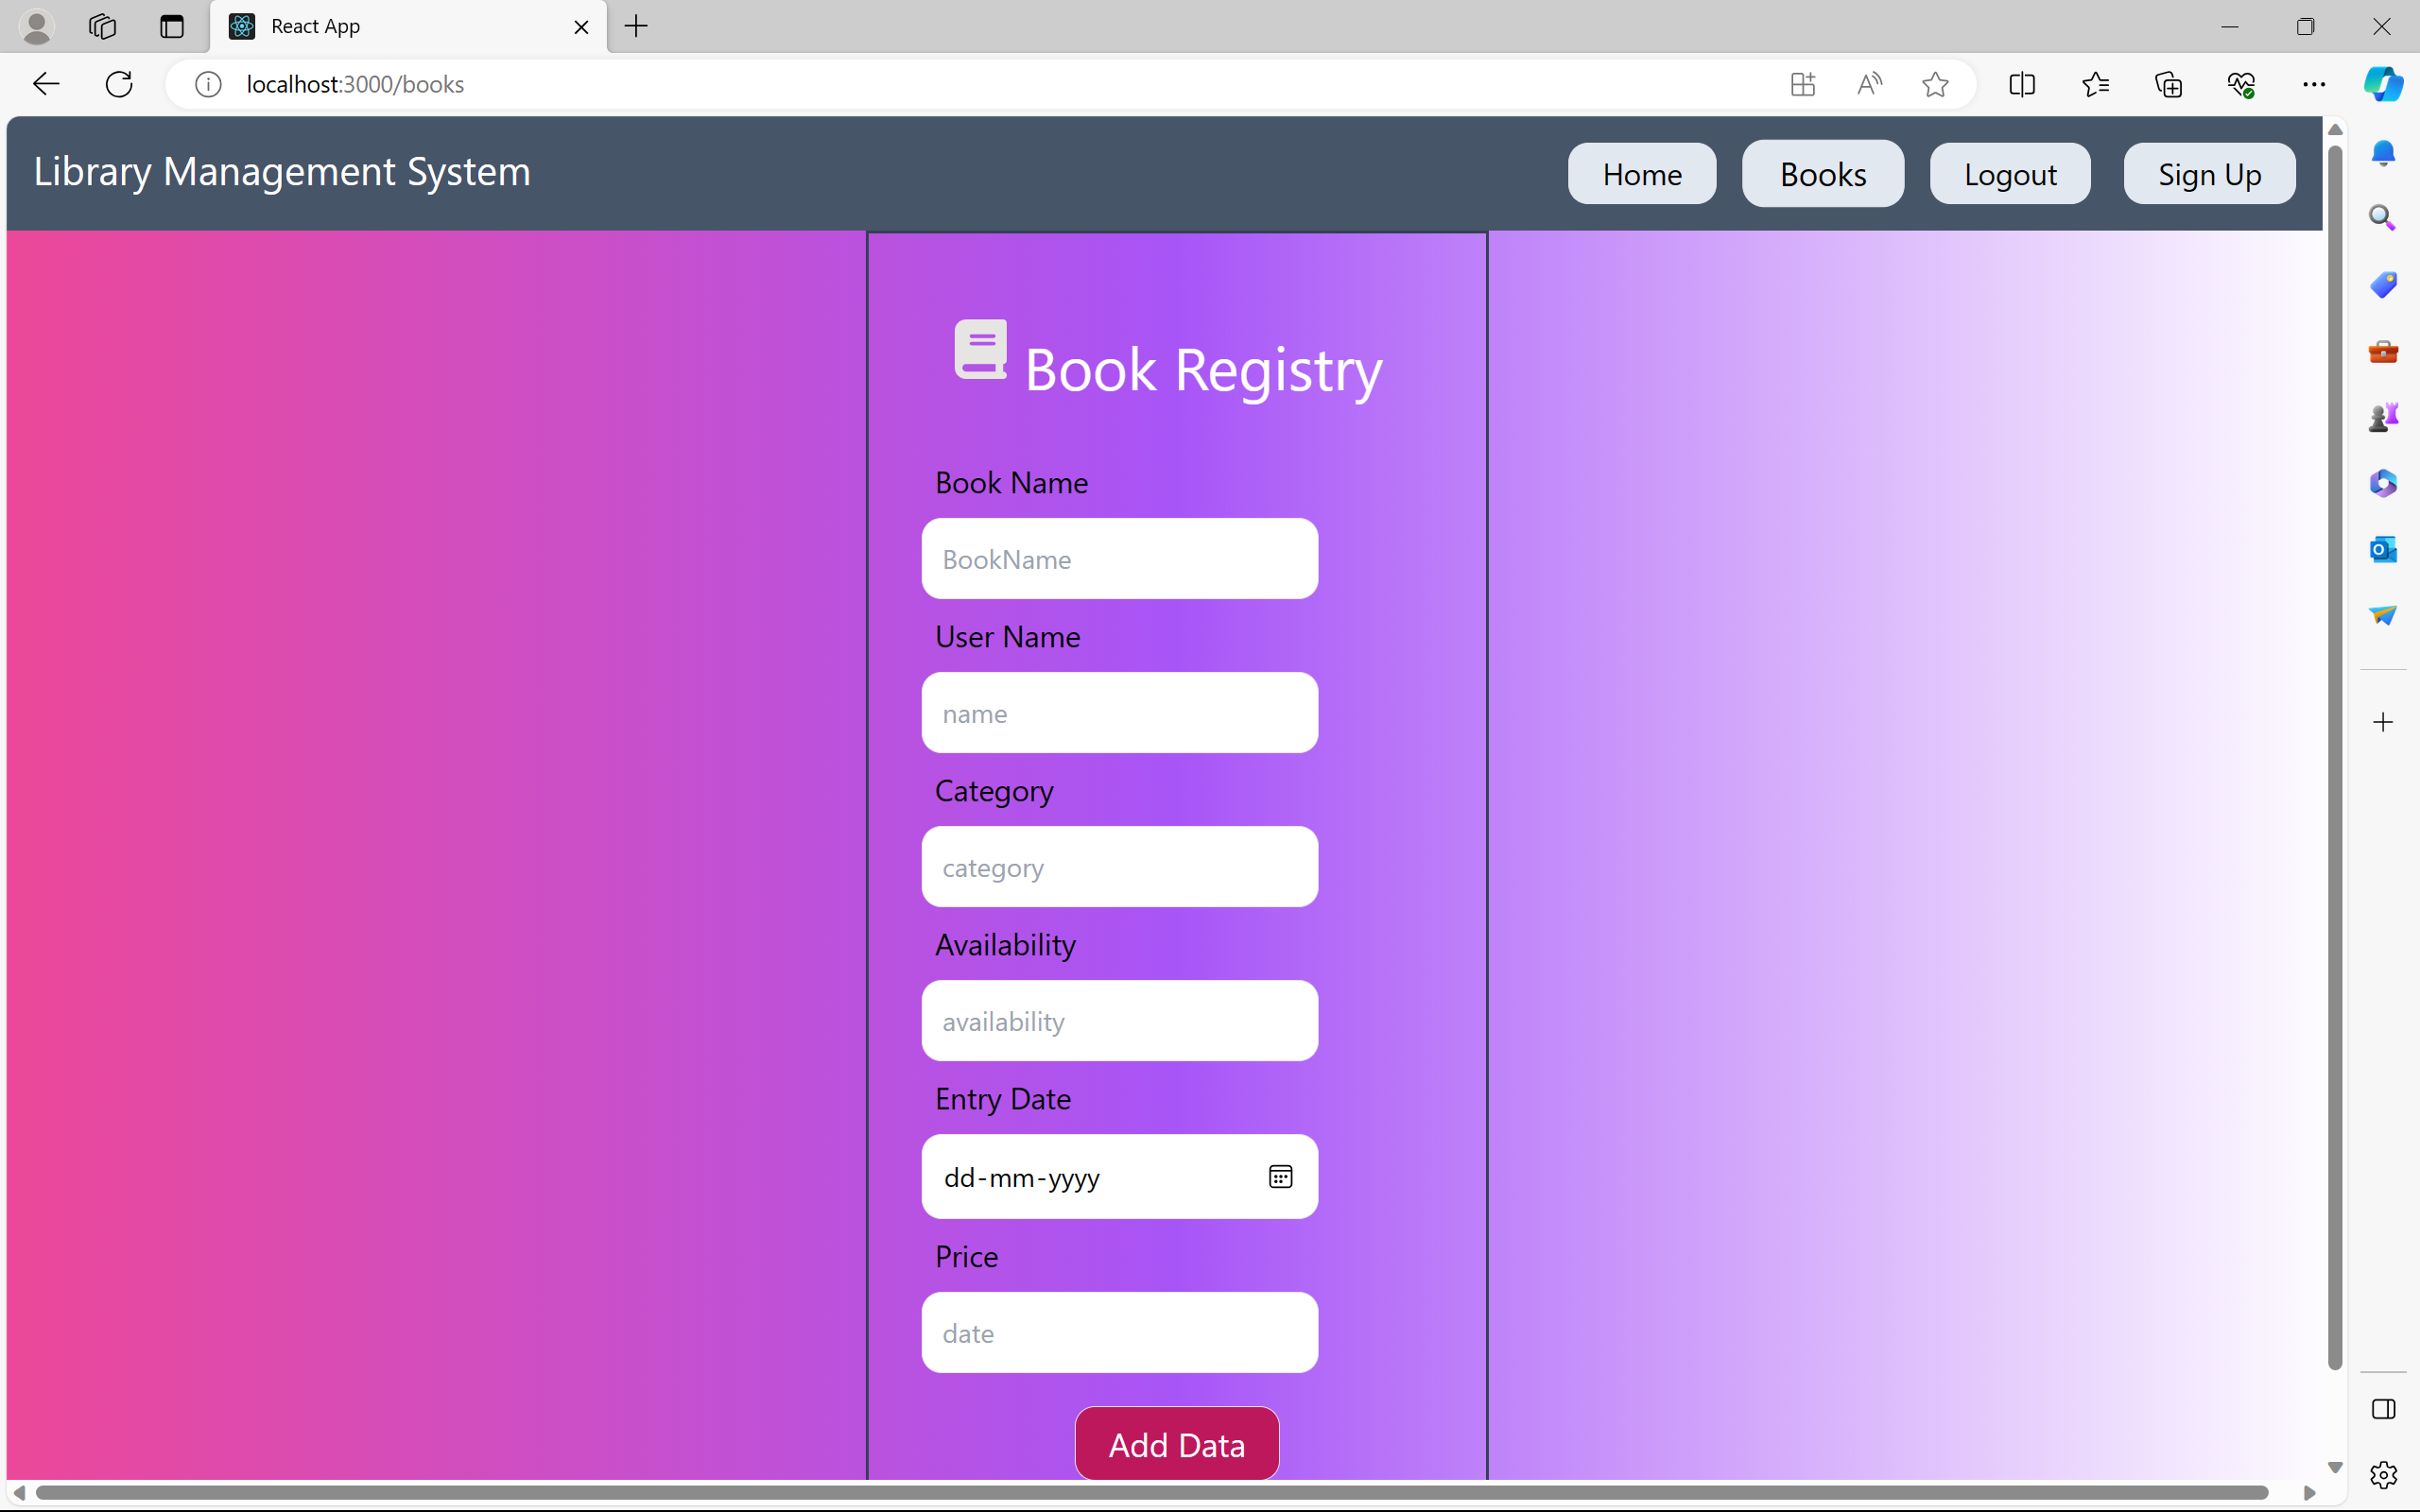 React App
localhost:3000/books
Library Management System
Home
Books
Logout
Sign Up
Book Registry
Book Name
BookName
User Name
name
Category
category
Availability
availability
Entry Date
dd-mm-yyyy
Price
date
Add Data